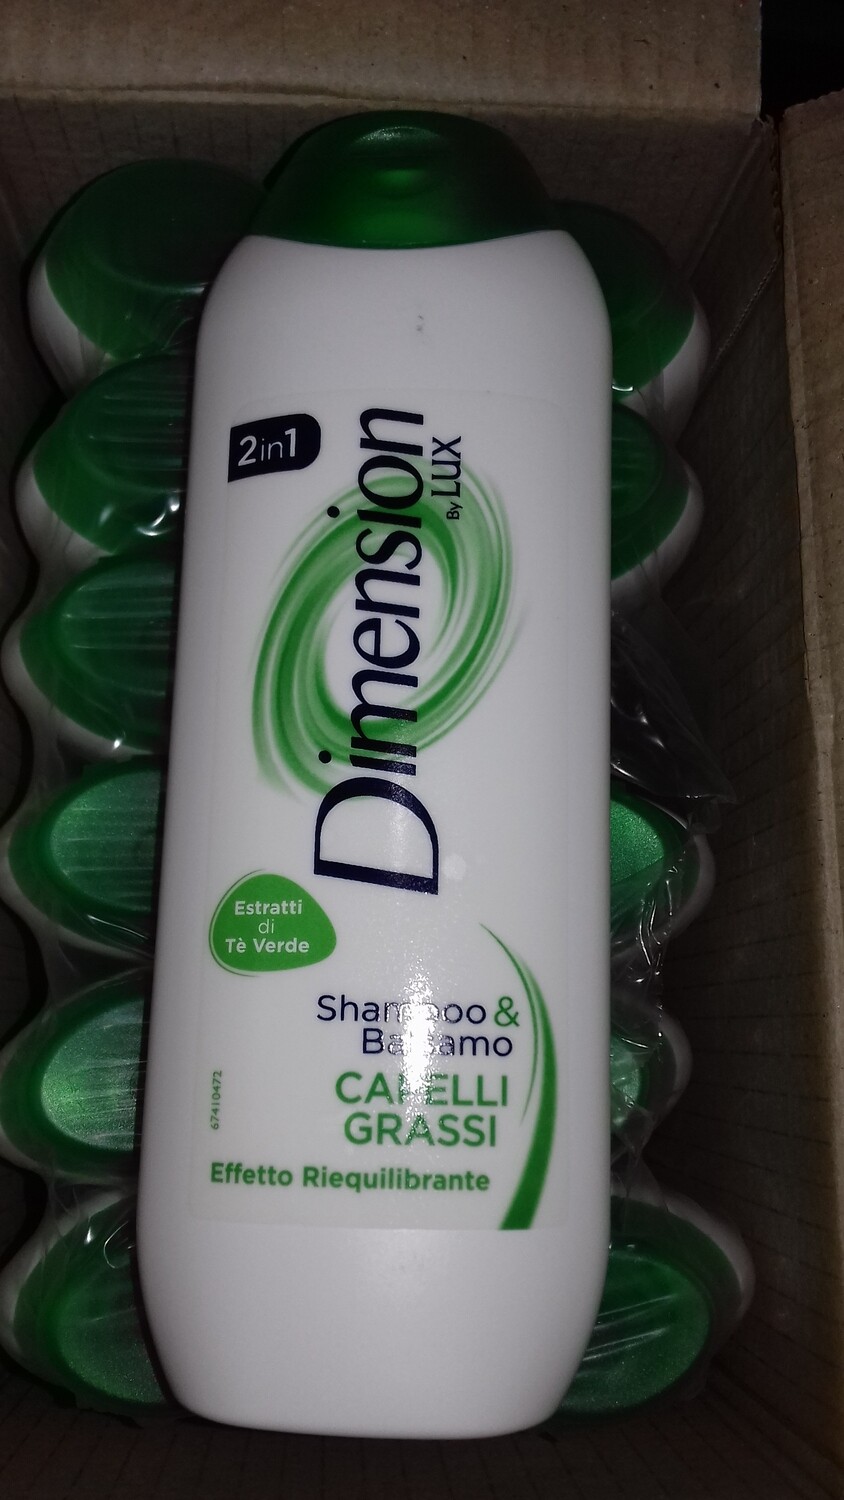 2in1
Dimension
By LUX
Estratti
di
Tè Verde
Shampoo &
Balsamo
CAPELLI
GRASSI
67410472
Effetto Riequilibrante